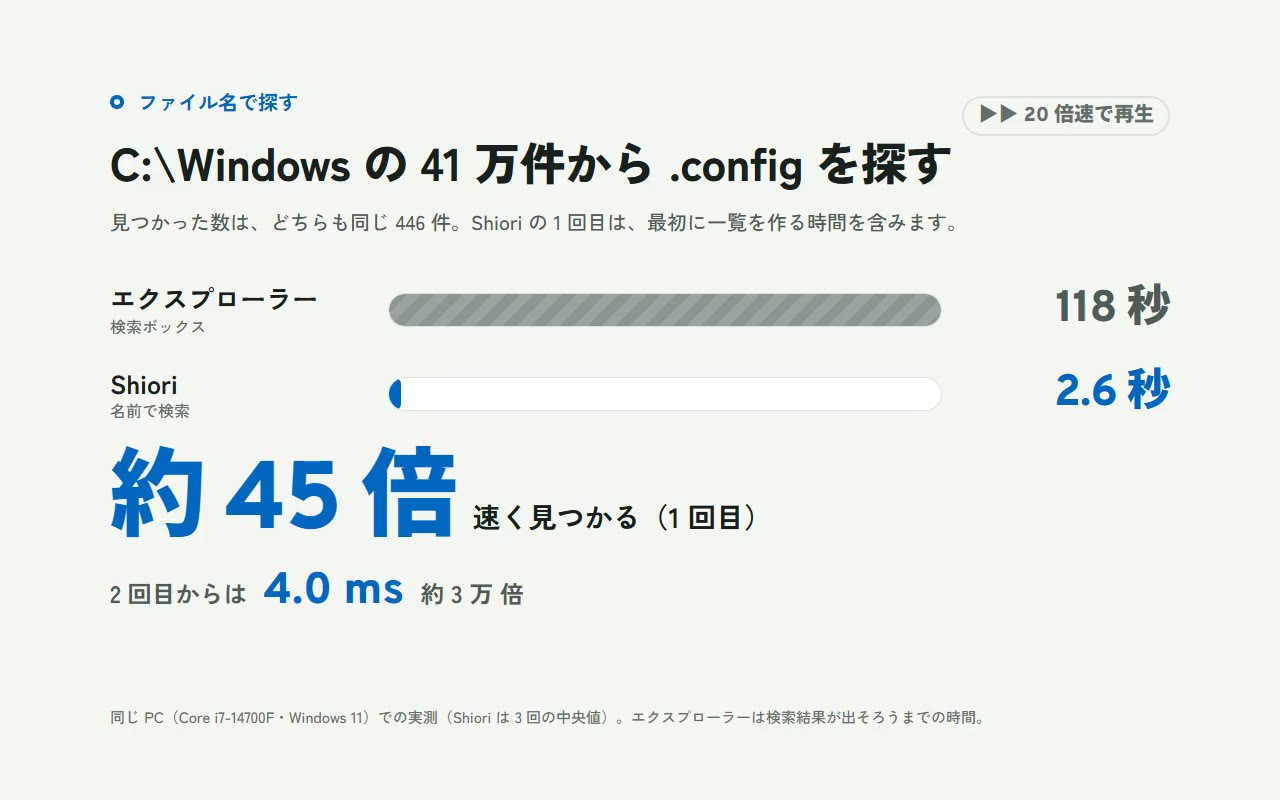 ファイル名で探す
▶▶ 20 倍速で再生
C:\Windows の 41 万件から .config を探す
見つかった数は、どちらも同じ 446 件。Shiori の 1 回目は、最初に一覧を作る時間を含みます。
エクスプローラー
検索ボックス
118 秒
Shiori
名前で検索
2.6 秒
約 45 倍 速く見つかる（1 回目）
2 回目からは 4.0 ms 約 3 万 倍
同じ PC（Core i7-14700F・Windows 11）での実測（Shiori は 3 回の中央値）。エクスプローラーは検索結果が出そろうまでの時間。